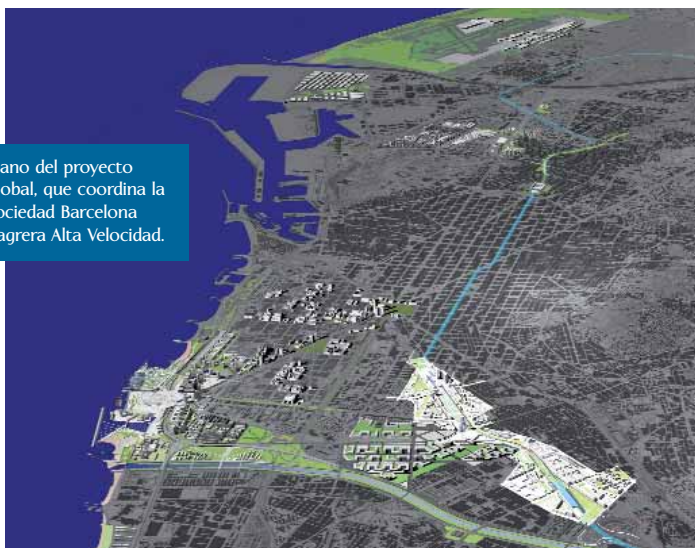 ano del proyecto
obal, que coordina la
ociedad Barcelona
agrera Alta Velocidad.